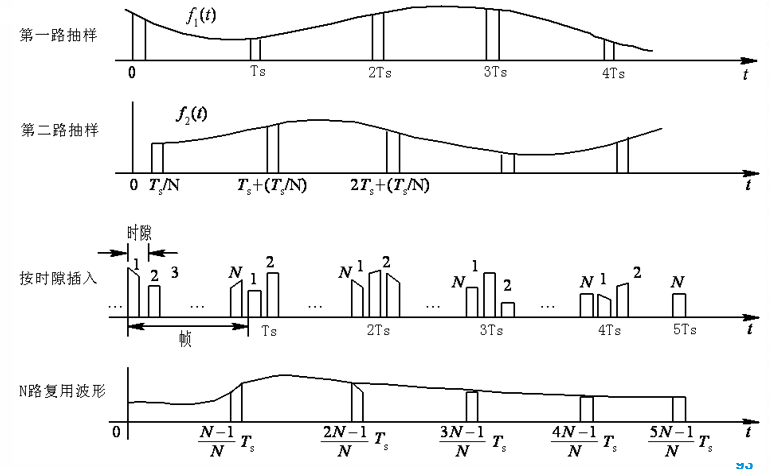 f₁(t)
第一路抽样
0 Ts 2Ts 3Ts 4Ts t
f₂(t)
第二路抽样
0 Tₛ/N Tₛ+(Tₛ/N) 2Tₛ+(Tₛ/N) t
时隙
按时隙插入
1 2 3 N 1 2 N 1 2 N 1 2 N 1 2 N
… … … … …
帧 Ts 2Ts 3Ts 4Ts 5Ts t
N路复用波形
0 (N−1)/N Tₛ (2N−1)/N Tₛ (3N−1)/N Tₛ (4N−1)/N Tₛ (5N−1)/N Tₛ t